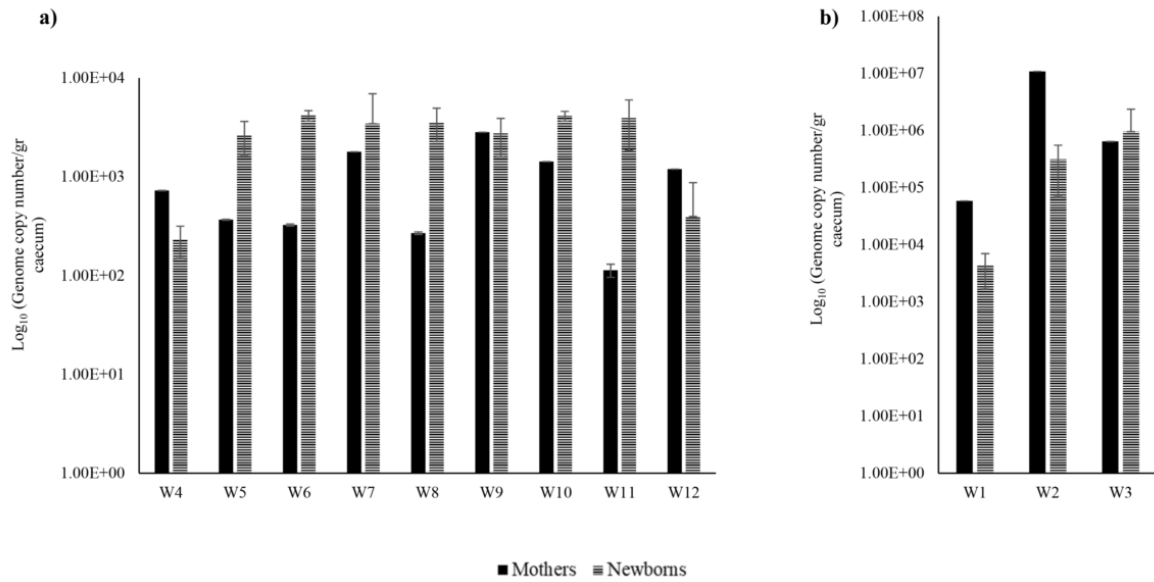 a)
Log10 (Genome copy number/gr
caecum)
1.00E+04
1.00E+03
1.00E+02
1.00E+01
1.00E+00
W4 W5 W6 W7 W8 W9 W10 W11 W12
b)
Log10 (Genome copy number/gr
caecum)
1.00E+08
1.00E+07
1.00E+06
1.00E+05
1.00E+04
1.00E+03
1.00E+02
1.00E+01
1.00E+00
W1 W2 W3
Mothers Newborns